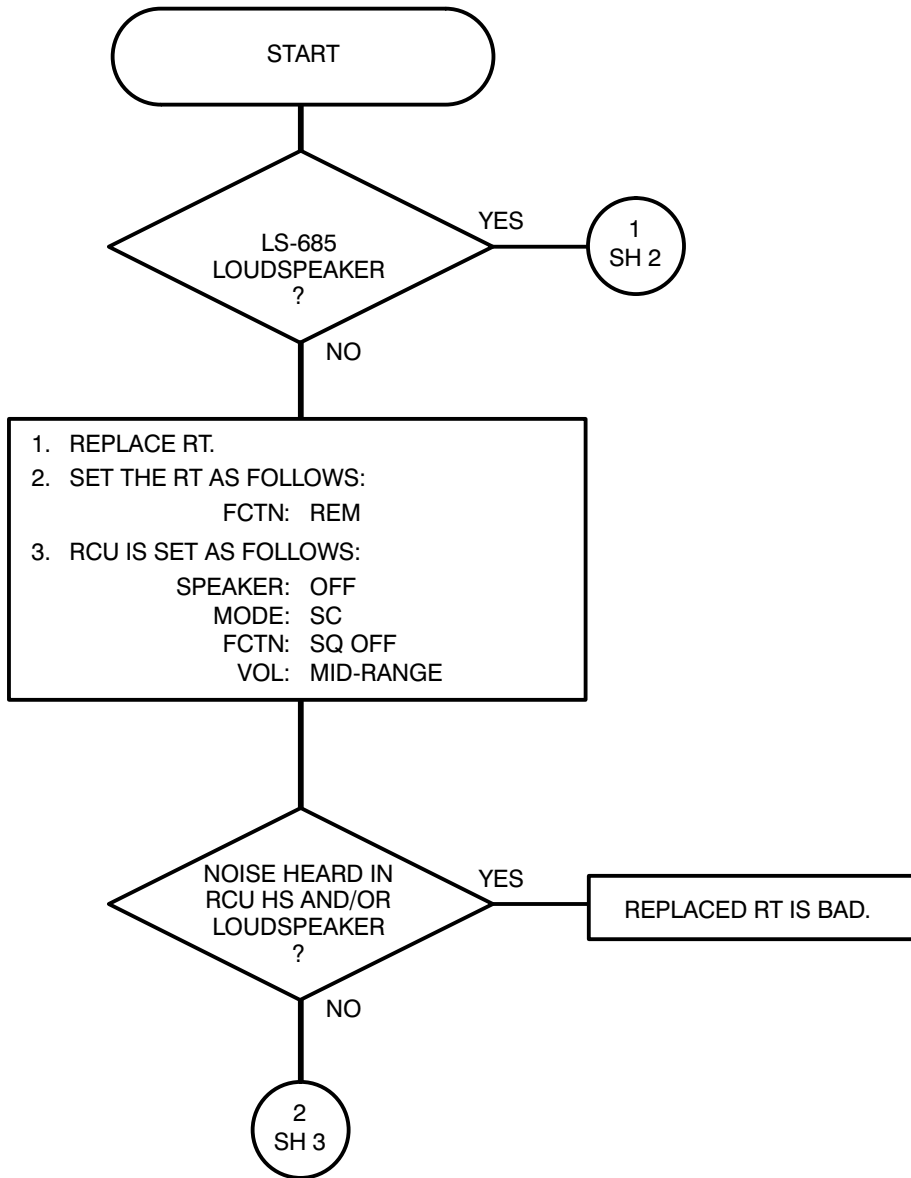 START
LS-685
LOUDSPEAKER
?
YES
1
SH 2
NO
1. REPLACE RT.
2. SET THE RT AS FOLLOWS:
FCTN: REM
3. RCU IS SET AS FOLLOWS:
SPEAKER: OFF
MODE: SC
FCTN: SQ OFF
VOL: MID-RANGE
NOISE HEARD IN
RCU HS AND/OR
LOUDSPEAKER
?
YES
REPLACED RT IS BAD.
NO
2
SH 3